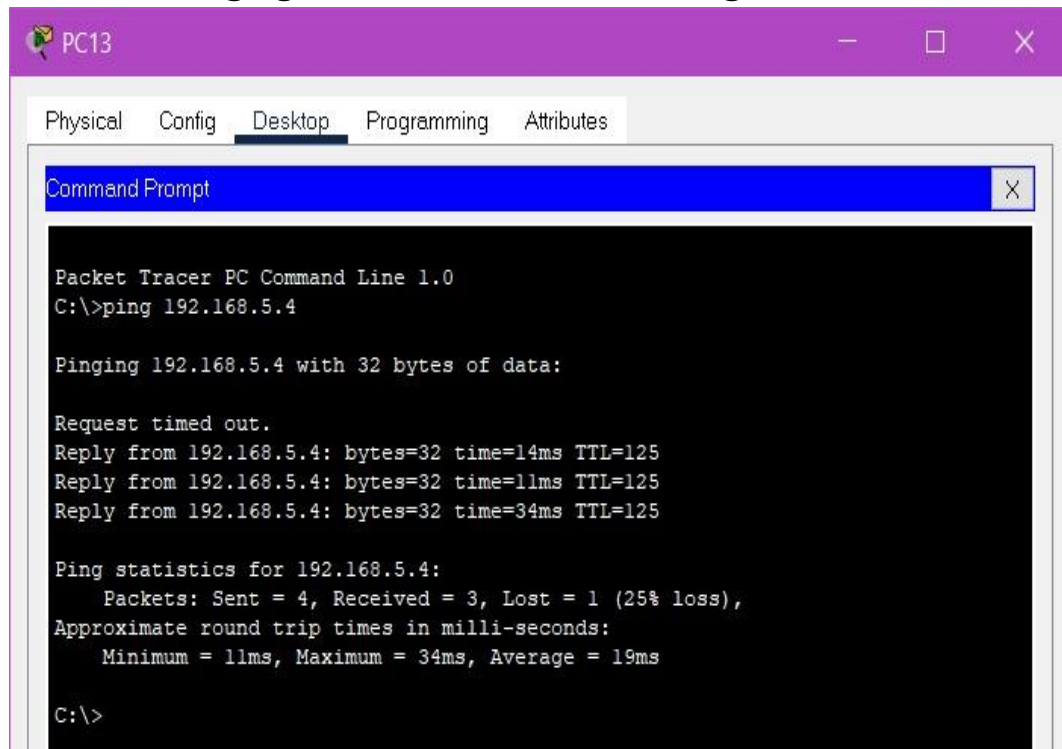 PC13
Physical Config Desktop Programming Attributes
Command Prompt
X
Packet Tracer PC Command Line 1.0
C:\>ping 192.168.5.4
Pinging 192.168.5.4 with 32 bytes of data:
Request timed out.
Reply from 192.168.5.4: bytes=32 time=14ms TTL=125
Reply from 192.168.5.4: bytes=32 time=11ms TTL=125
Reply from 192.168.5.4: bytes=32 time=34ms TTL=125
Ping statistics for 192.168.5.4:
Packets: Sent = 4, Received = 3, Lost = 1 (25% loss),
Approximate round trip times in milli-seconds:
Minimum = 11ms, Maximum = 34ms, Average = 19ms
C:\>